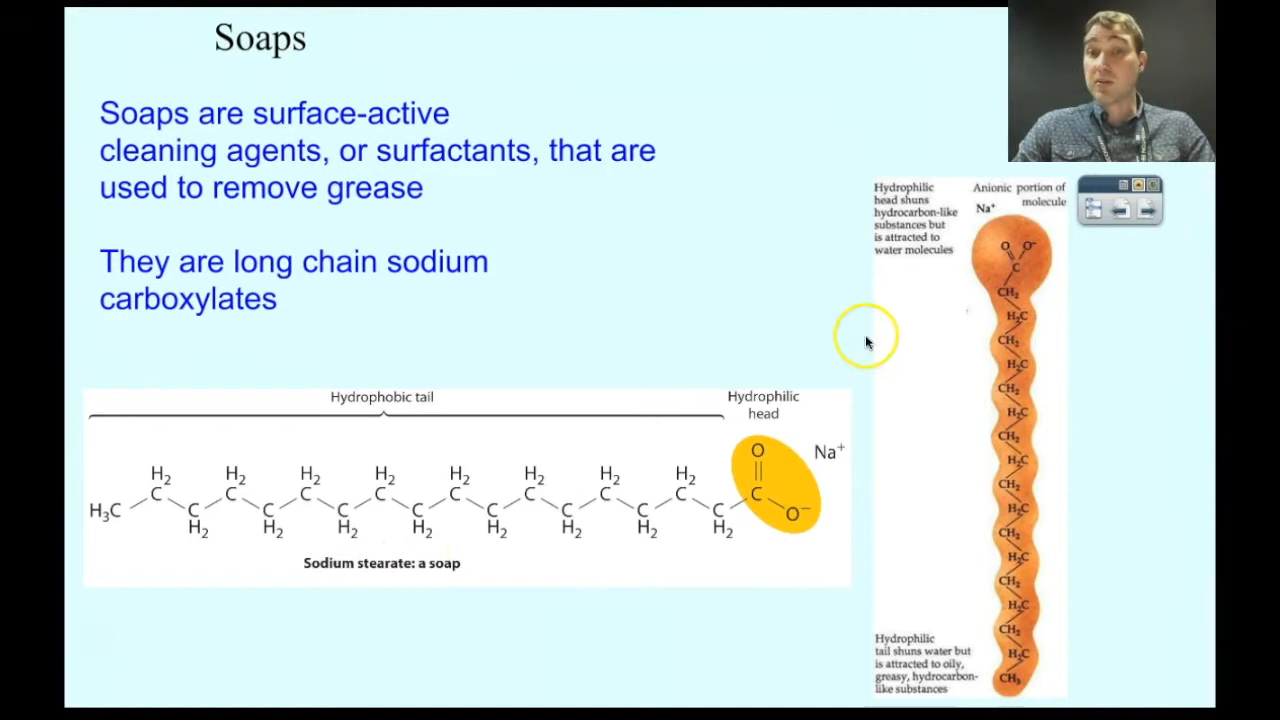 Soaps
Soaps are surface-active
cleaning agents, or surfactants, that are
used to remove grease
They are long chain sodium
carboxylates
Hydrophobic tail
Hydrophilic
head
H₂ H₂ H₂ H₂ H₂ H₂ H₂ H₂ O Na⁺
C C C C C C C C C
H₃C C C C C C C C C O⁻
H₂ H₂ H₂ H₂ H₂ H₂ H₂ H₂
Sodium stearate: a soap
Hydrophilic
head shuns
hydrocarbon-like
substances but
is attracted to
water molecules
Anionic portion of
molecule
Na⁺
O O⁻
C
CH₂
H₂C
CH₂
H₂C
CH₂
H₂C
CH₂
H₂C
CH₂
H₂C
CH₂
H₂C
CH₂
H₂C
CH₂
H₂C
CH₃
Hydrophilic
tail shuns water but
is attracted to oily,
greasy, hydrocarbon-
like substances